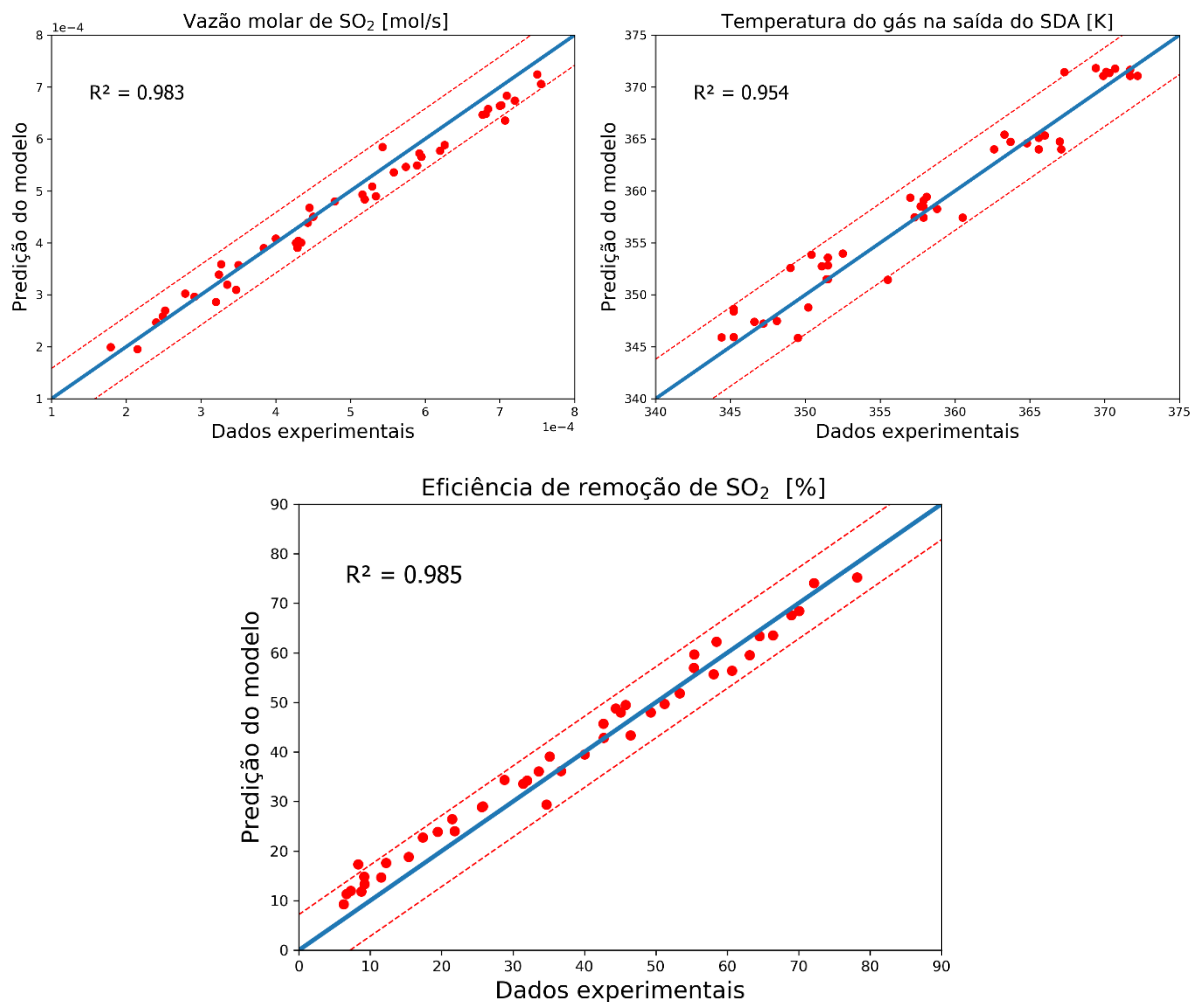 Vazão molar de SO₂ [mol/s]
1e−4
8
7
6
5
4
3
2
1
R² = 0.983
Predição do modelo
1 2 3 4 5 6 7 8
1e−4
Dados experimentais
Temperatura do gás na saída do SDA [K]
375
370
365
360
355
350
345
340
R² = 0.954
Predição do modelo
340 345 350 355 360 365 370 375
Dados experimentais
Eficiência de remoção de SO₂ [%]
90
80
70
60
50
40
30
20
10
0
R² = 0.985
Predição do modelo
0 10 20 30 40 50 60 70 80 90
Dados experimentais